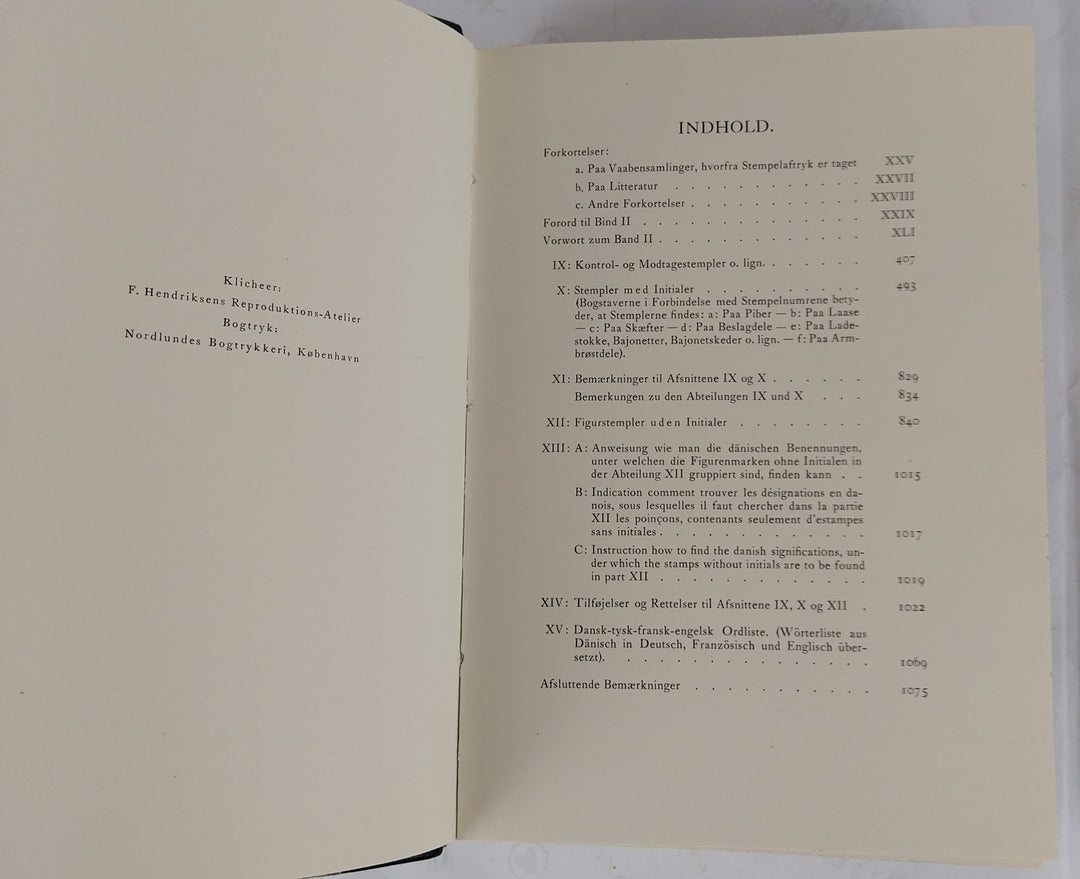 Klicheer:
F. Hendriksens Reproduktions-Atelier
Bogtryk:
Nordlundes Bogtrykkeri, København
INDHOLD.
Forkortelser:
a. Paa Vaabensamlinger, hvorfra Stempelaftryk er taget XXV
b. Paa Litteratur . . . . . . . . . . . XXVII
c. Andre Forkortelser . . . . . . . . . . XXVIII
Forord til Bind II . . . . . . . . . . . . . XXIX
Vorwort zum Band II . . . . . . . . . . . . XLI
IX: Kontrol- og Modtagestempler o. lign. . . . . . . 407
X: Stempler med Initialer . . . . . . . . . . 493
(Bogstaverne i Forbindelse med Stempelnumrene bety-
der, at Stemplerne findes: a: Paa Piber — b: Paa Laase
— c: Paa Skæfter — d: Paa Beslagdele — e: Paa Lade-
stokke, Bajonetter, Bajonetskeder o. lign. — f: Paa Arm-
brøstdele).
XI: Bemærkninger til Afsnittene IX og X . . . . . . 829
Bemerkungen zu den Abteilungen IX und X . . . 834
XII: Figurstempler uden Initialer . . . . . . . . 840
XIII: A: Anweisung wie man die dänischen Benennungen,
unter welchen die Figurenmarken ohne Initialen in
der Abteilung XII gruppiert sind, finden kann . . 1015
B: Indication comment trouver les désignations en da-
nois, sous lesquelles il faut chercher dans la partie
XII les poinçons, contenants seulement d'estampes
sans initiales . . . . . . . . . . . . . 1017
C: Instruction how to find the danish significations, un-
der which the stamps without initials are to be found
in part XII . . . . . . . . . . . . 1019
XIV: Tilføjelser og Rettelser til Afsnittene IX, X og XII . 1022
XV: Dansk-tysk-fransk-engelsk Ordliste. (Wörterliste aus
Dänisch in Deutsch, Französisch und Englisch über-
setzt). . . . . . . . . . . . . . . 1069
Afsluttende Bemærkninger . . . . . . . . . . 1075